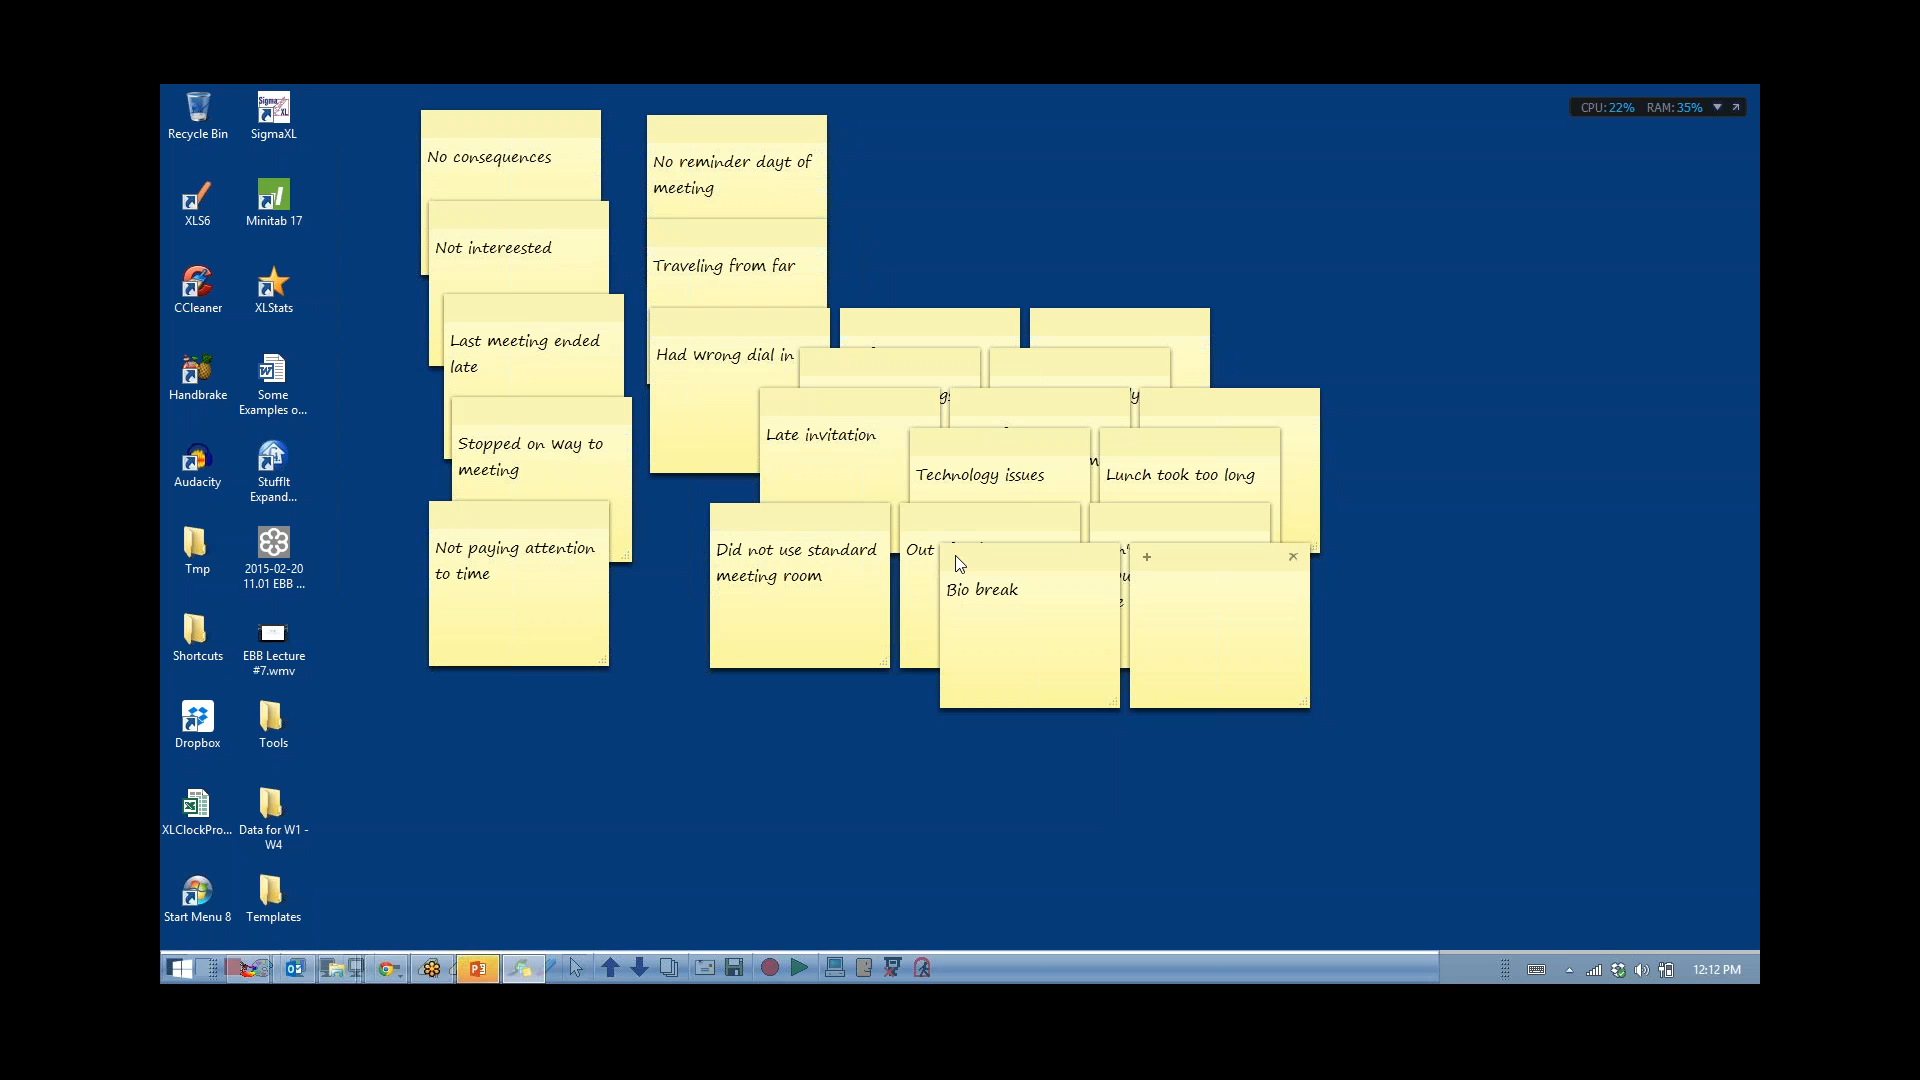 Recycle Bin
SigmaXL
XLS6
Minitab 17
CCleaner
XLStats
Handbrake
Some
Examples o...
Audacity
StuffIt
Expand...
Tmp
2015-02-20
11.01 EBB ...
Shortcuts
EBB Lecture
#7.wmv
Dropbox
Tools
XLClockPro...
Data for W1 -
W4
Start Menu 8
Templates
No consequences
Not intereested
Last meeting ended
late
Stopped on way to
meeting
Not paying attention
to time
No reminder dayt of
meeting
Traveling from far
Had wrong dial in
Late invitation
Technology issues
Lunch took too long
Did not use standard
meeting room
Out
Bio break
CPU: 22% RAM: 35%
12:12 PM